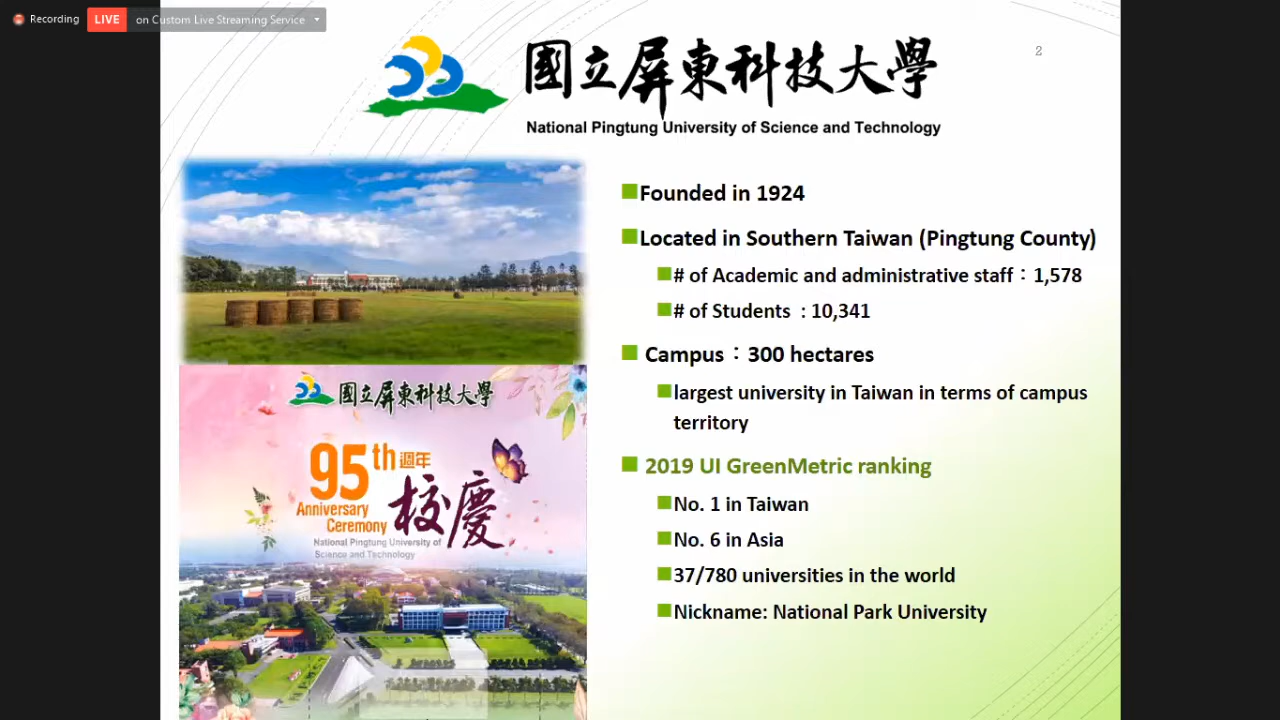 Recording LIVE on Custom Live Streaming Service
2
國立屏東科技大學
National Pingtung University of Science and Technology
Founded in 1924
Located in Southern Taiwan (Pingtung County)
# of Academic and administrative staff：1,578
# of Students : 10,341
Campus：300 hectares
largest university in Taiwan in terms of campus
territory
2019 UI GreenMetric ranking
No. 1 in Taiwan
No. 6 in Asia
37/780 universities in the world
Nickname: National Park University
國立屏東科技大學
95th 週年
Anniversary
Ceremony
校慶
National Pingtung University of
Science and Technology